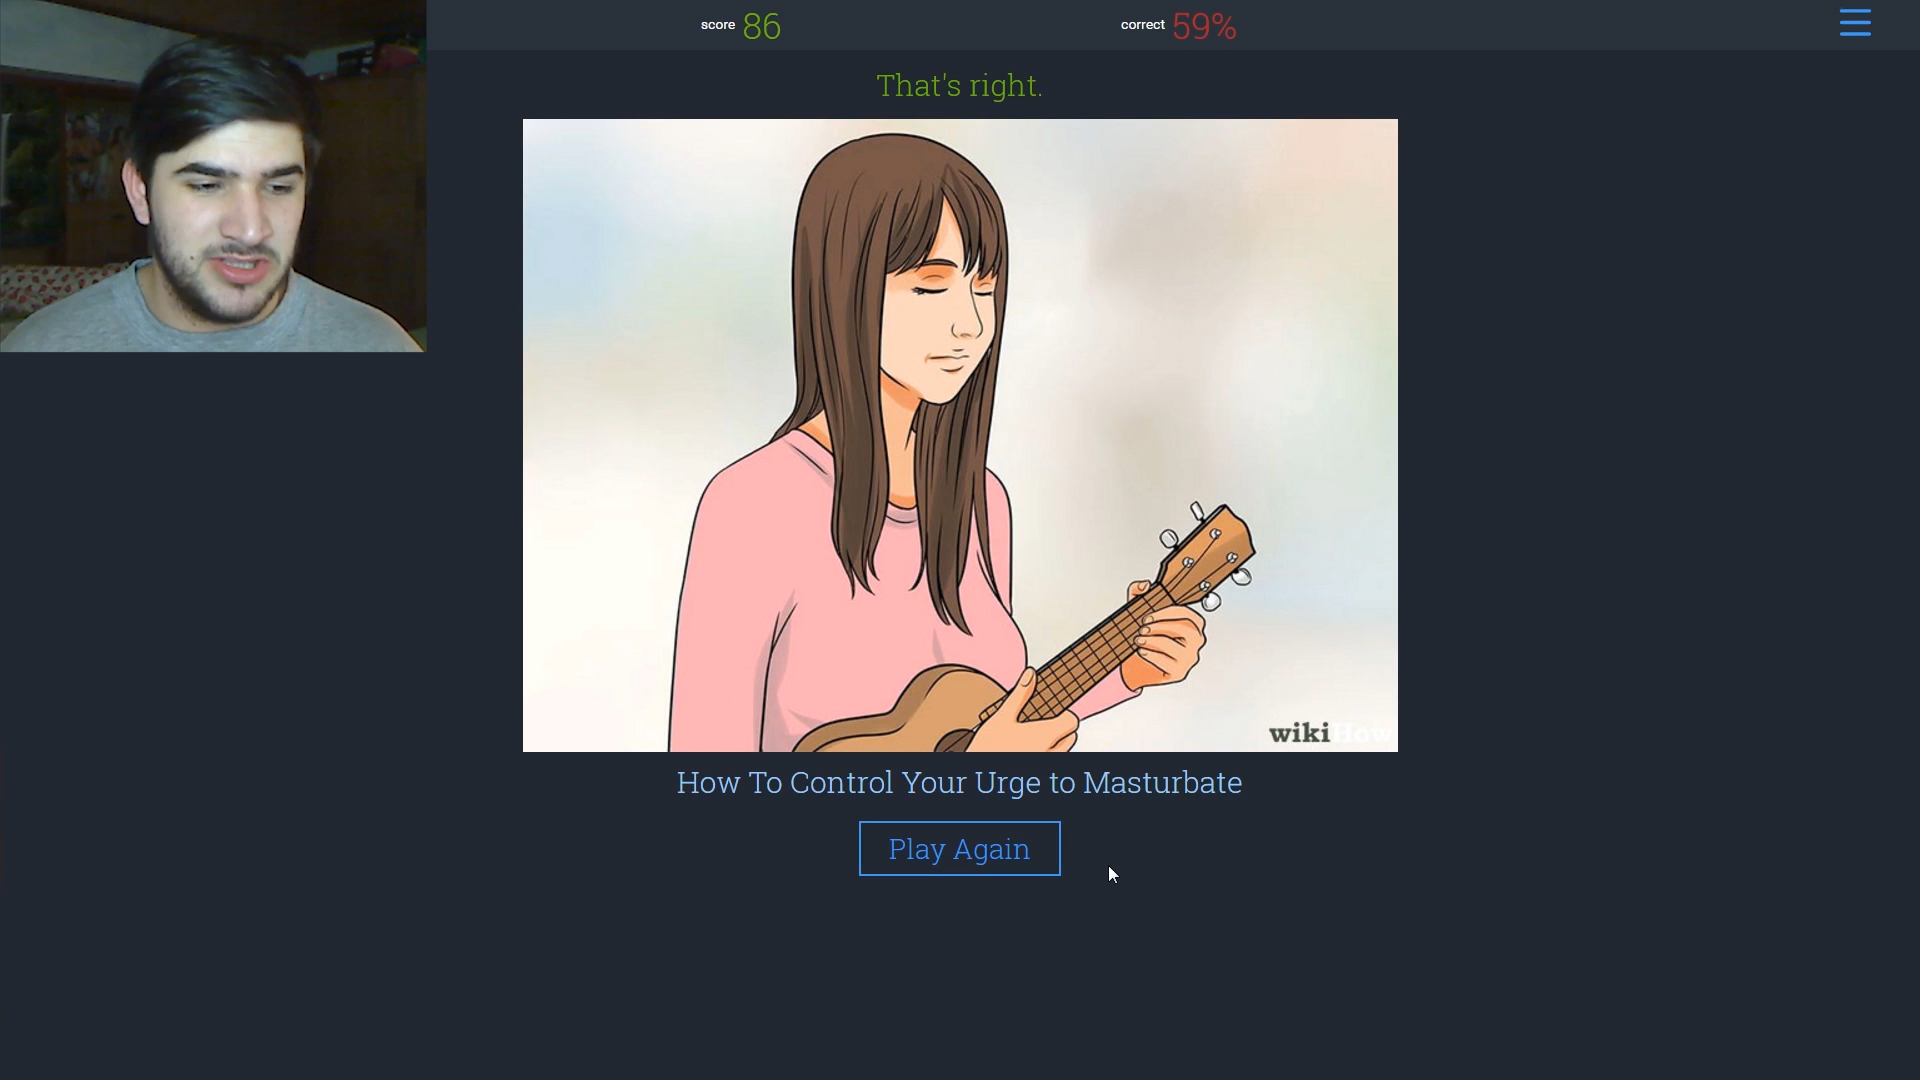 score 86
correct 59%
That's right.
wikiHow
How To Control Your Urge to Masturbate
Play Again